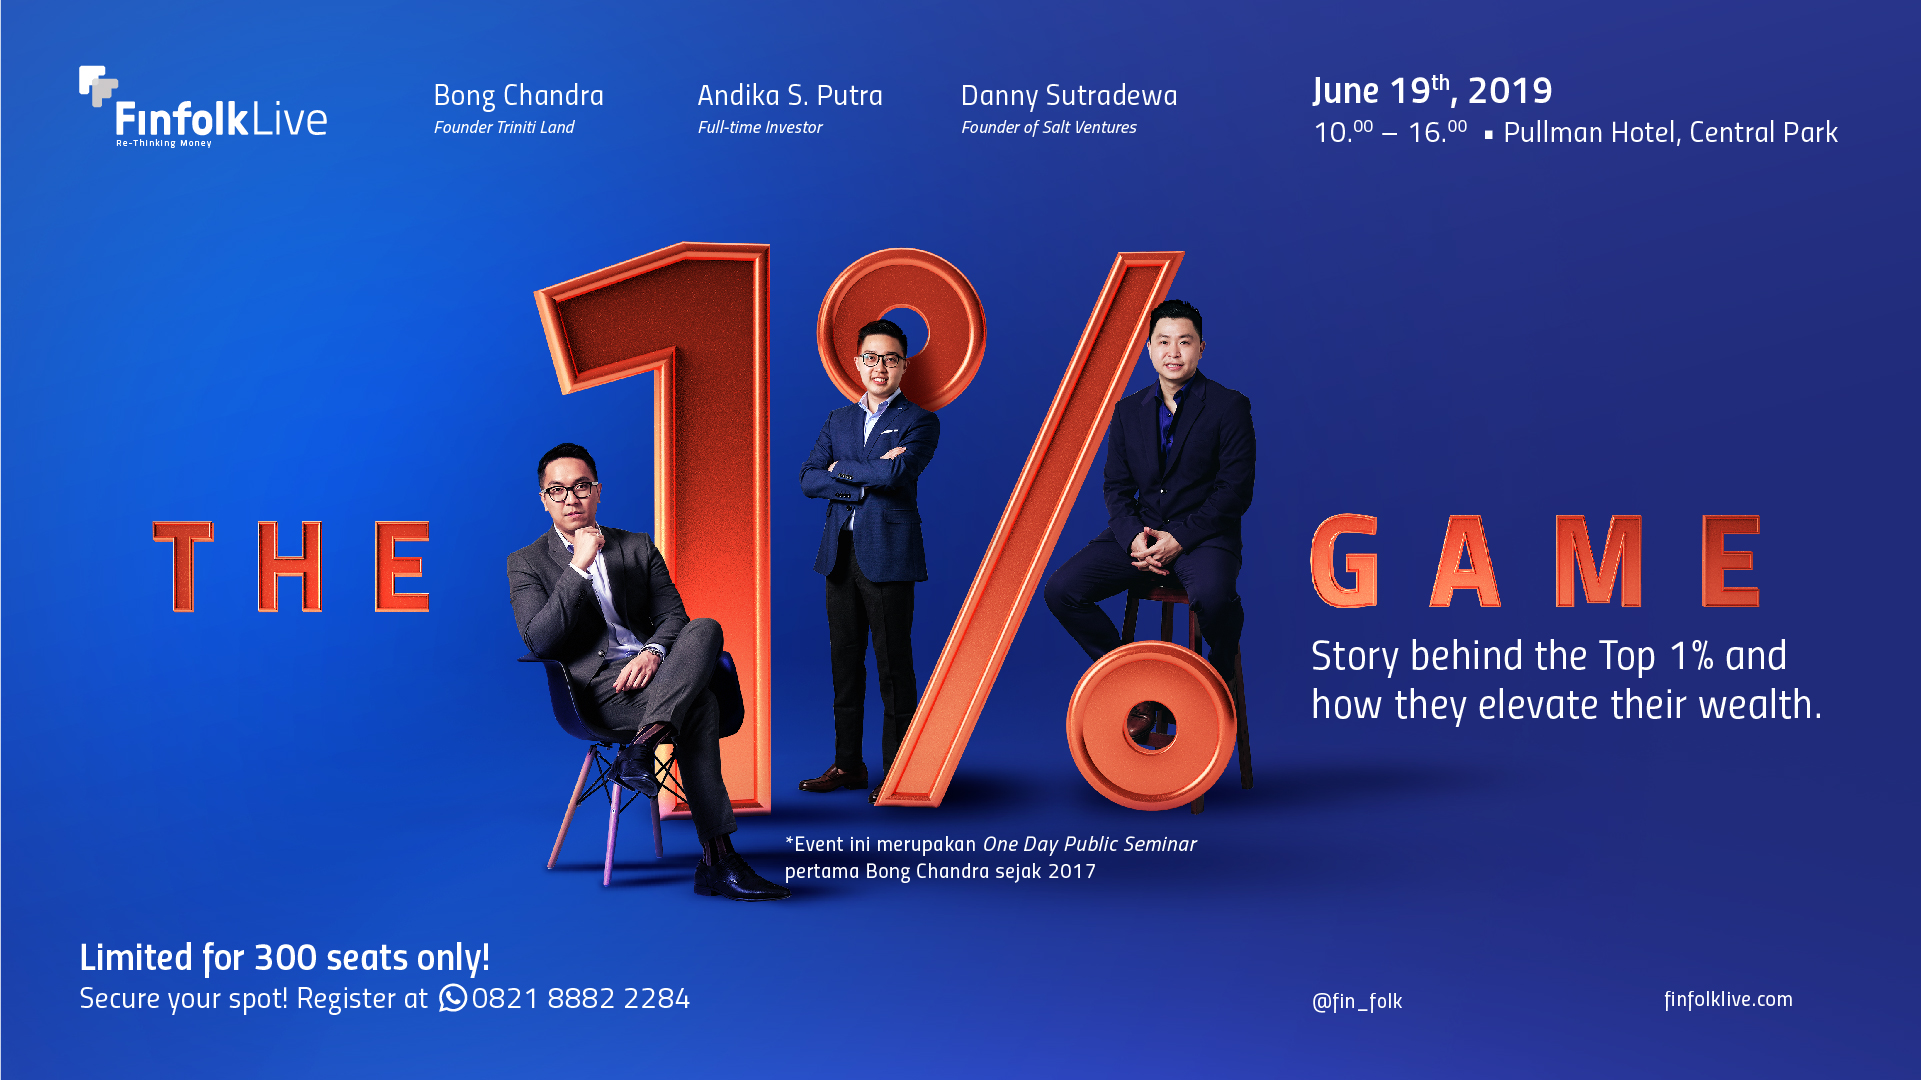 FinfolkLive
Re-Thinking Money
Bong Chandra
Founder Triniti Land
Andika S. Putra
Full-time Investor
Danny Sutradewa
Founder of Salt Ventures
June 19th, 2019
10.00 – 16.00 ▪ Pullman Hotel, Central Park
THE 1% GAME
Story behind the Top 1% and
how they elevate their wealth.
*Event ini merupakan One Day Public Seminar
pertama Bong Chandra sejak 2017
Limited for 300 seats only!
Secure your spot! Register at 0821 8882 2284
@fin_folk
finfolklive.com